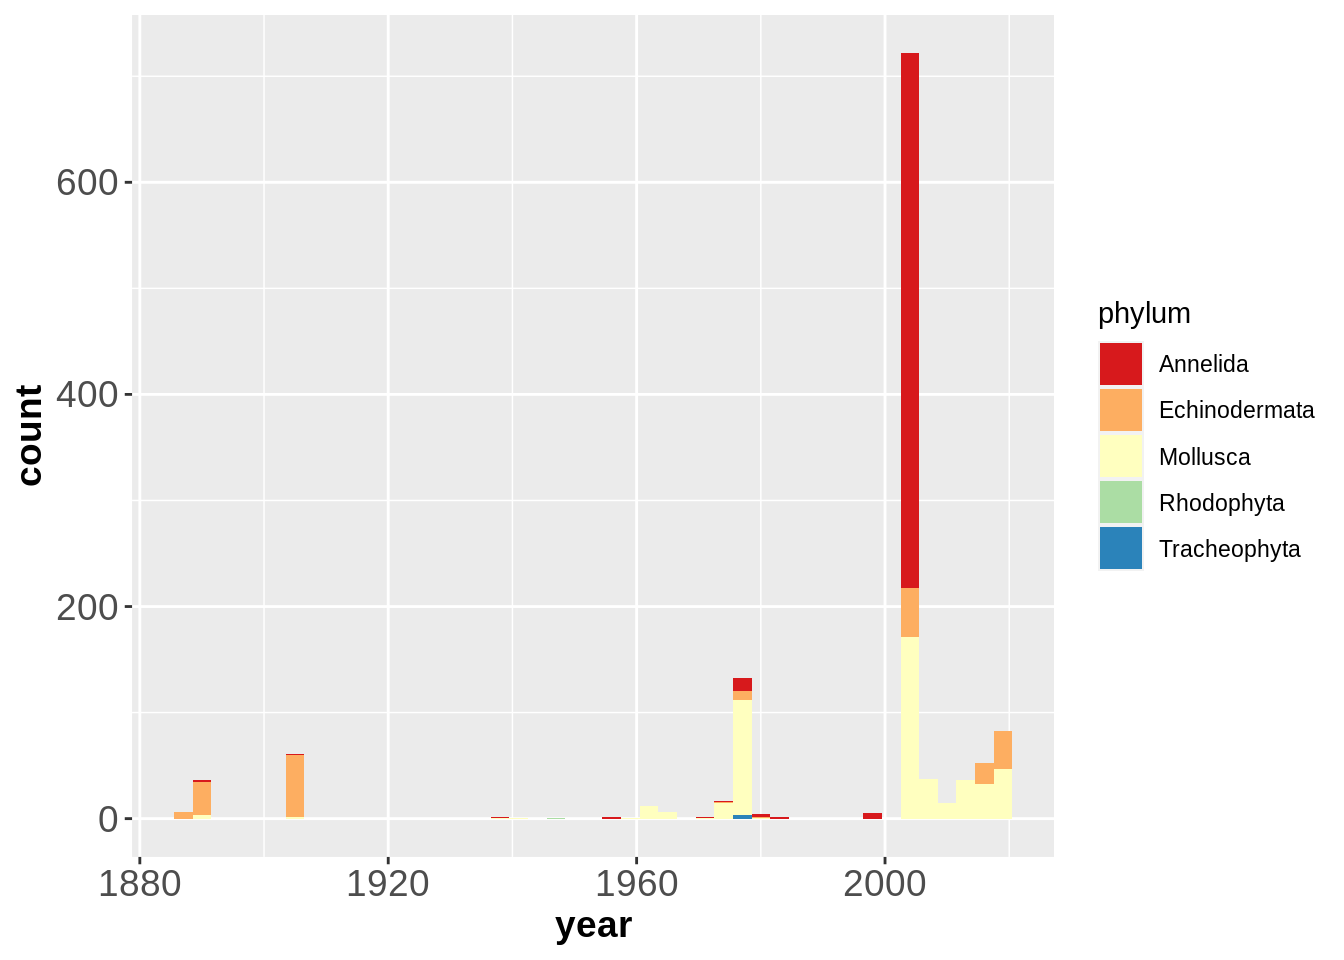 count
600
400
200
0
1880 1920 1960 2000
year
phylum
Annelida
Echinodermata
Mollusca
Rhodophyta
Tracheophyta